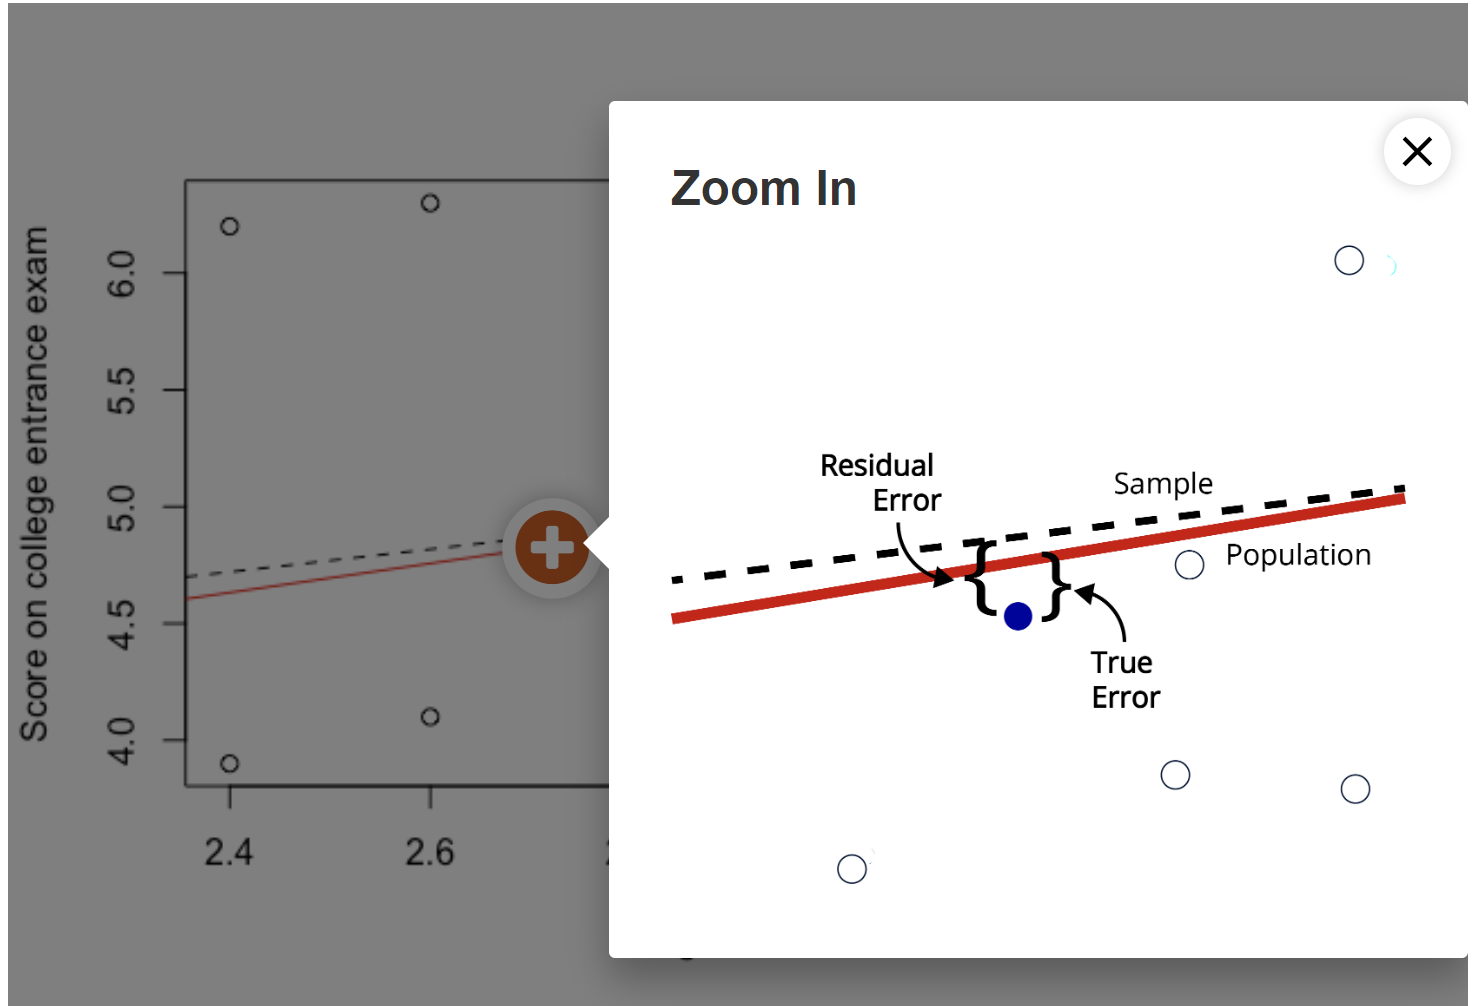 Zoom In
Score on college entrance exam
6.0
5.5
5.0
4.5
4.0
2.4
2.6
Residual
Error
Sample
Population
True
Error